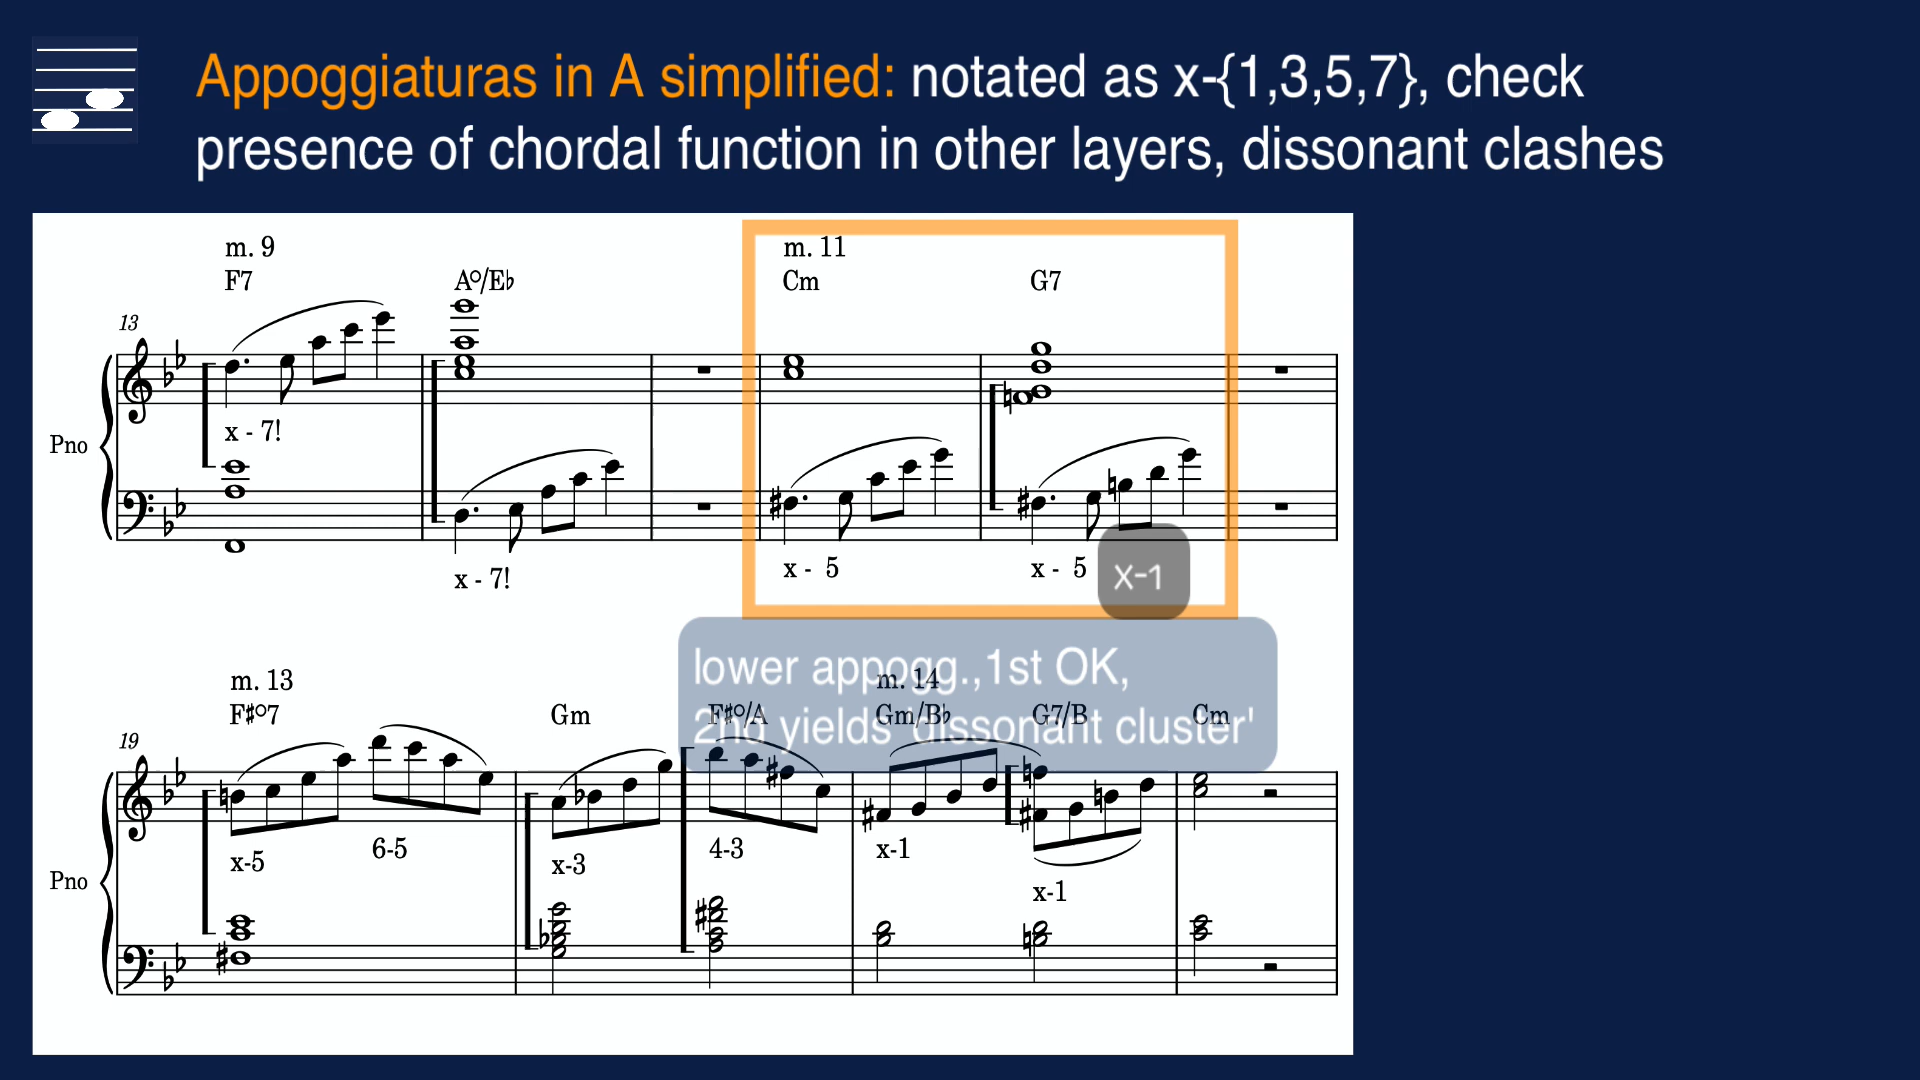 Appoggiaturas in A simplified: notated as x-{1,3,5,7}, check
presence of chordal function in other layers, dissonant clashes
m. 9
m. 11
F7
A°/E♭
Cm
G7
13
Pno
x - 7!
x - 7!
x - 5
x - 5
x-1
lower appogg.,1st OK,
2nd yields 'dissonant cluster'
m. 13
m. 14
F♯°7
Gm
F♯°/A
Gm/B♭
G7/B
Cm
19
Pno
x-5
6-5
x-3
4-3
x-1
x-1